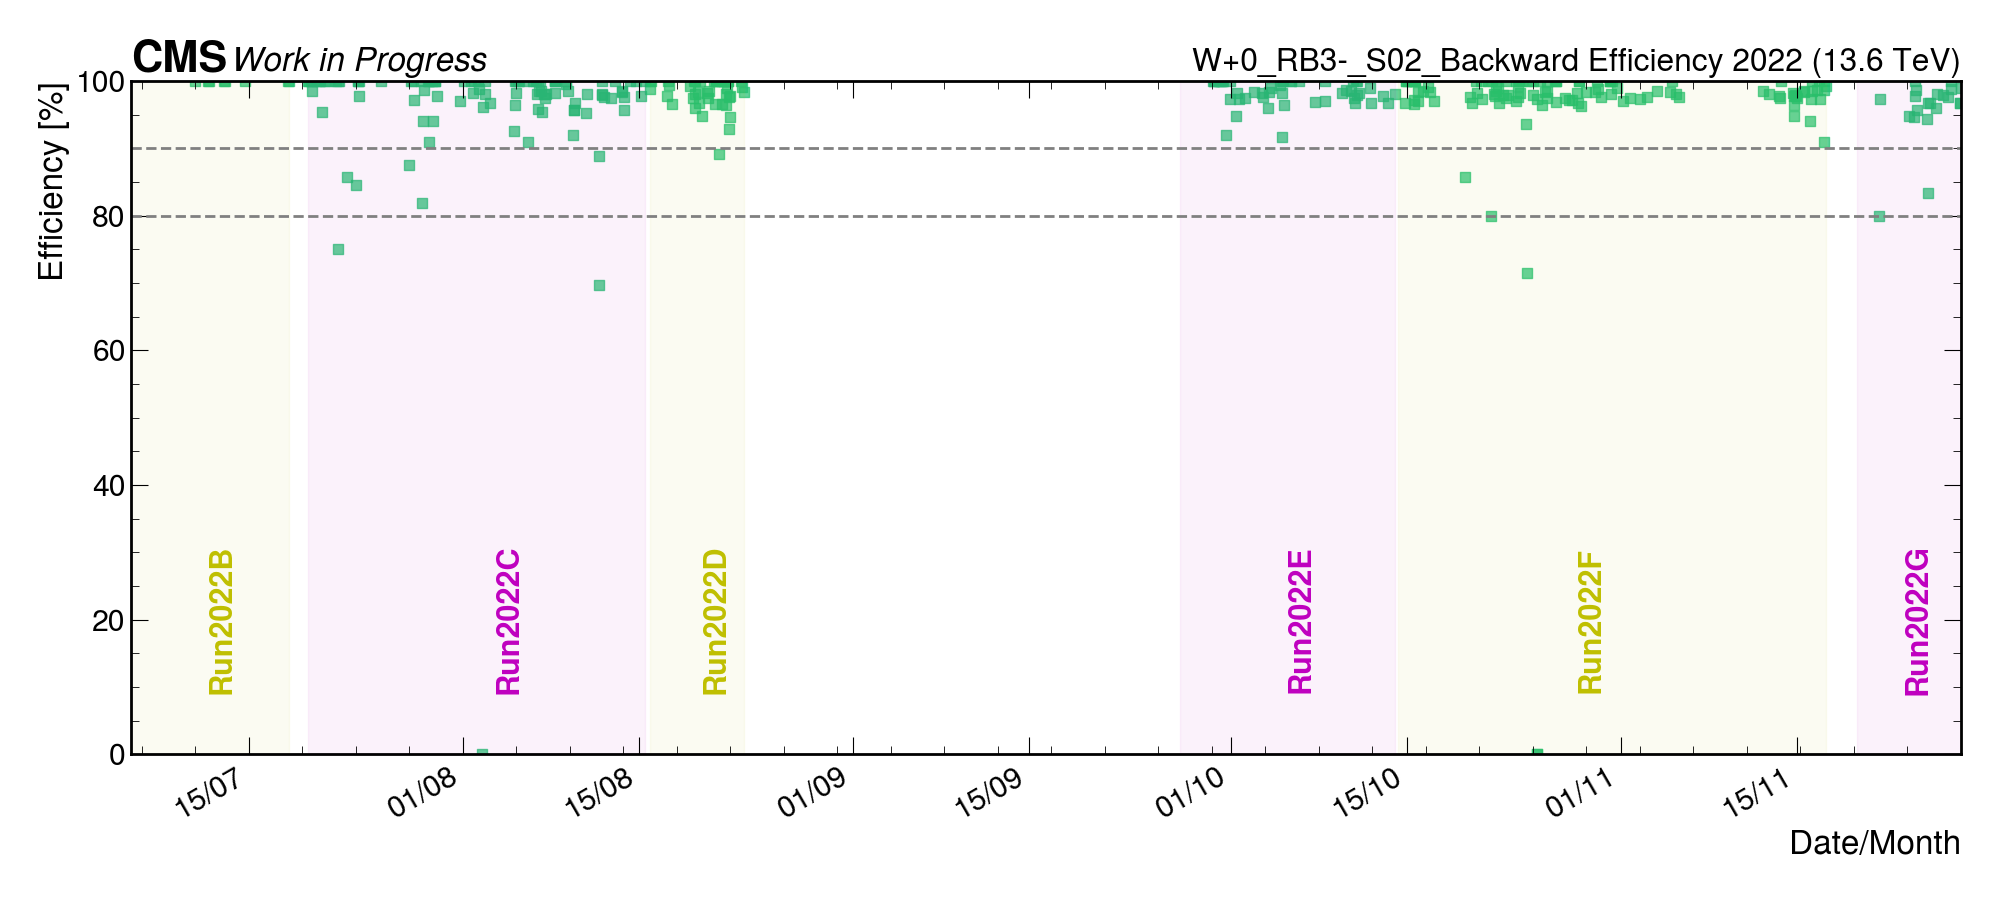 CMS Work in Progress
W+0_RB3-_S02_Backward Efficiency 2022 (13.6 TeV)
Efficiency [%]
100
80
60
40
20
0
Run2022B
Run2022C
Run2022D
Run2022E
Run2022F
Run2022G
15/07
01/08
15/08
01/09
15/09
01/10
15/10
01/11
15/11
Date/Month